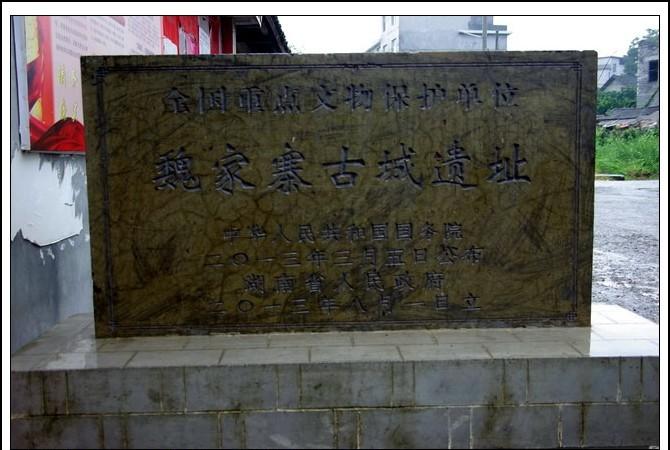 全国重点文物保护单位
魏家寨古城遗址
中华人民共和国国务院
二〇一三年三月五日公布
湖南省人民政府
二〇一三年八月一日立